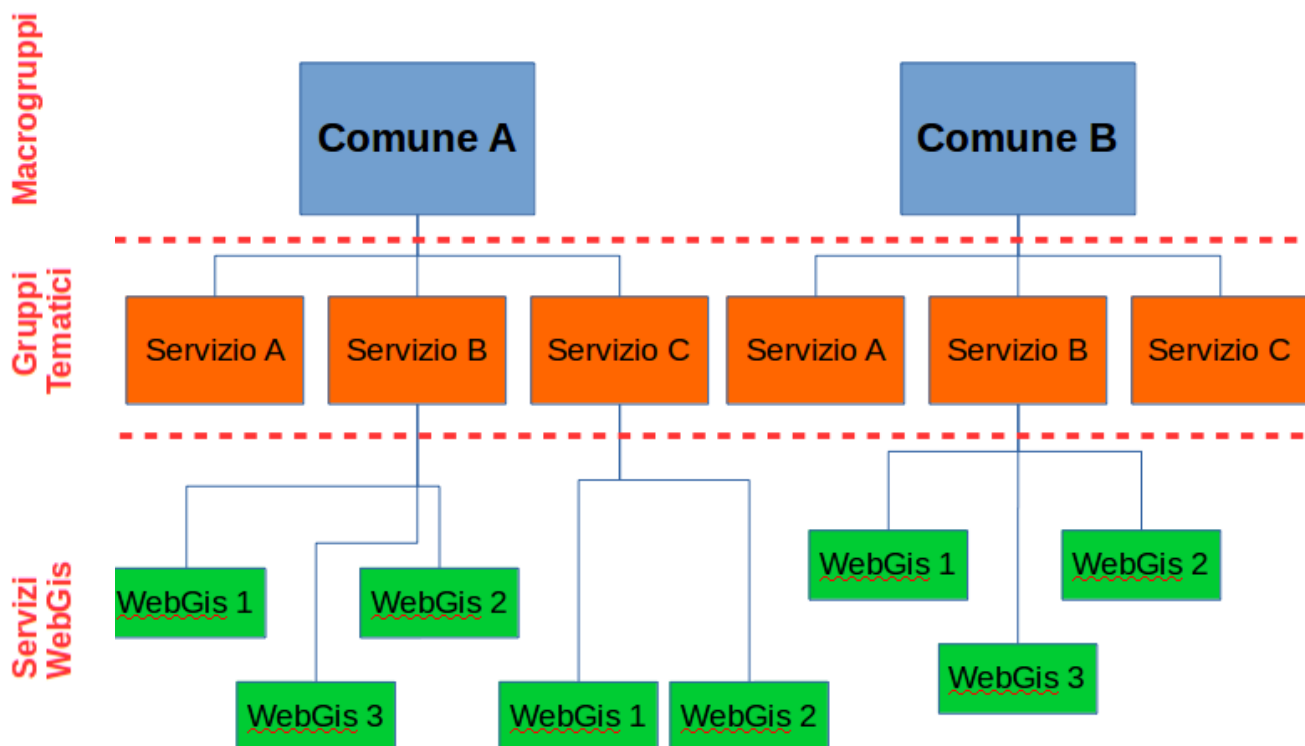 Macrogruppi
Comune A
Comune B
Gruppi
Tematici
Servizio A
Servizio B
Servizio C
Servizio A
Servizio B
Servizio C
Servizi
WebGis
WebGis 1
WebGis 2
WebGis 3
WebGis 1
WebGis 2
WebGis 1
WebGis 2
WebGis 3